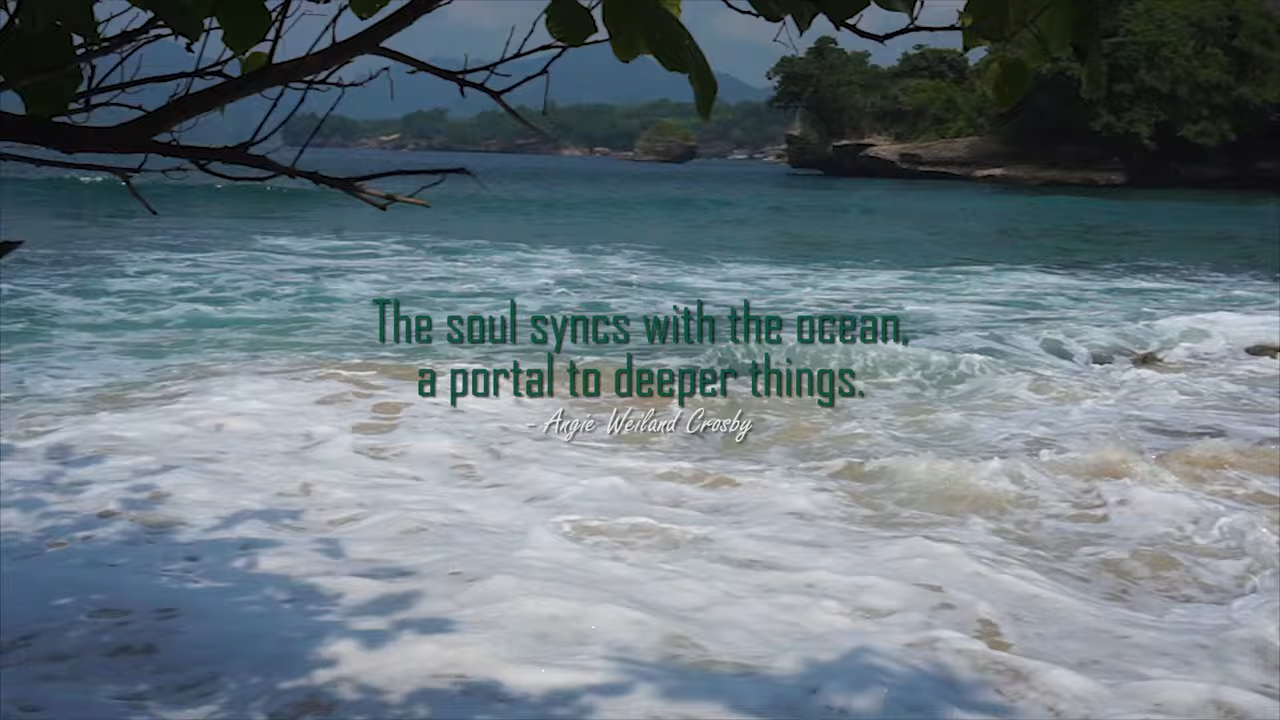 The soul syncs with the ocean,
a portal to deeper things.
- Angie Weiland Crosby